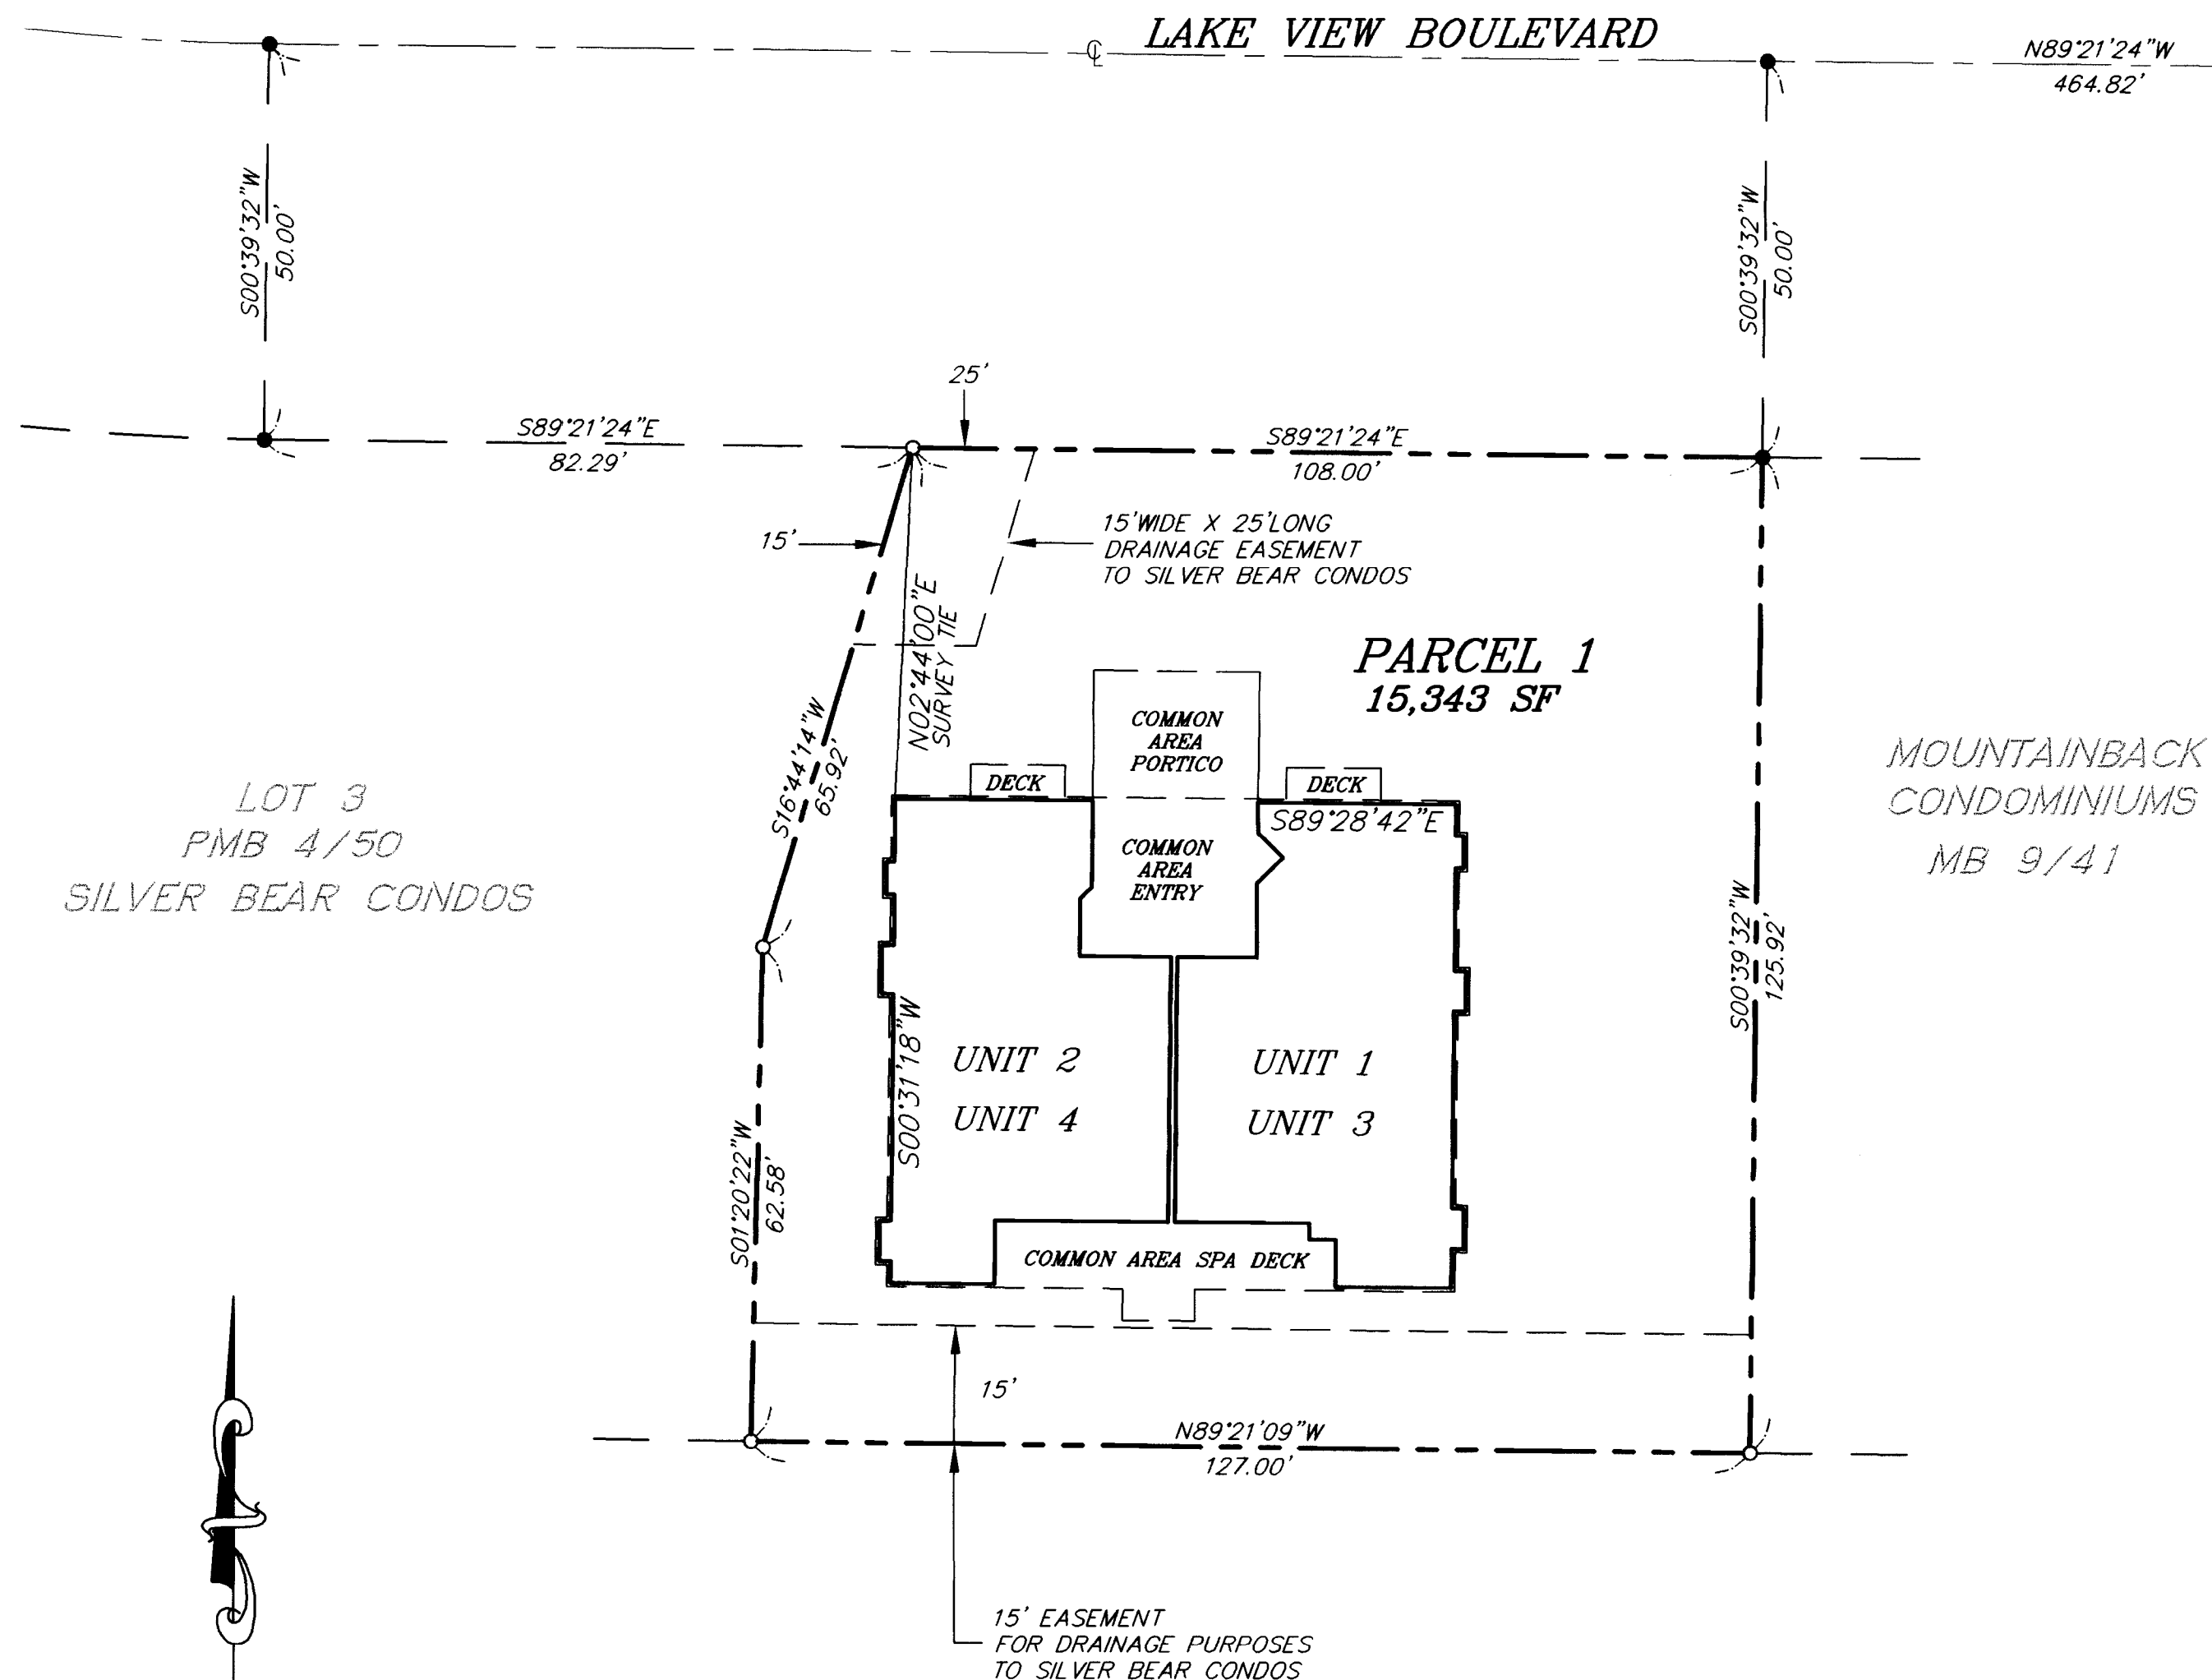 LAKE VIEW BOULEVARD
℄
N89°21'24"W
464.82'
S00°39'32"W
50.00'
S00°39'32"W
50.00'
25'
S89°21'24"E
82.29'
S89°21'24"E
108.00'
15'
15'WIDE X 25'LONG
DRAINAGE EASEMENT
TO SILVER BEAR CONDOS
N02°44'00"E
SURVEY TIE
PARCEL 1
15,343 SF
S16°44'14"W
65.92'
COMMON
AREA
PORTICO
DECK
DECK
S89°28'42"E
COMMON
AREA
ENTRY
LOT 3
PMB 4/50
SILVER BEAR CONDOS
MOUNTAINBACK
CONDOMINIUMS
MB 9/41
S00°39'32"W
125.92'
S00°31'18"W
UNIT 2
UNIT 4
UNIT 1
UNIT 3
S01°20'22"W
62.58'
COMMON AREA SPA DECK
15'
N89°21'09"W
127.00'
15' EASEMENT
FOR DRAINAGE PURPOSES
TO SILVER BEAR CONDOS